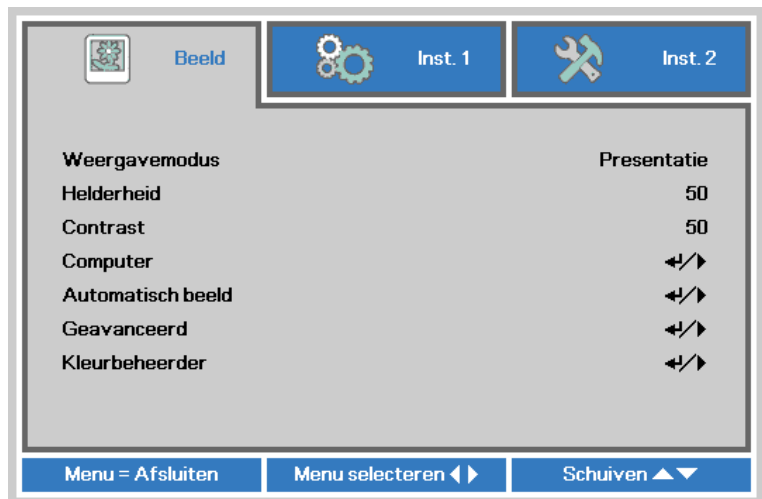 Beeld
Inst. 1
Inst. 2
Weergavemodus Presentatie
Helderheid 50
Contrast 50
Computer ↵/▶
Automatisch beeld ↵/▶
Geavanceerd ↵/▶
Kleurbeheerder ↵/▶
Menu = Afsluiten
Menu selecteren ◀▶
Schuiven ▲▼